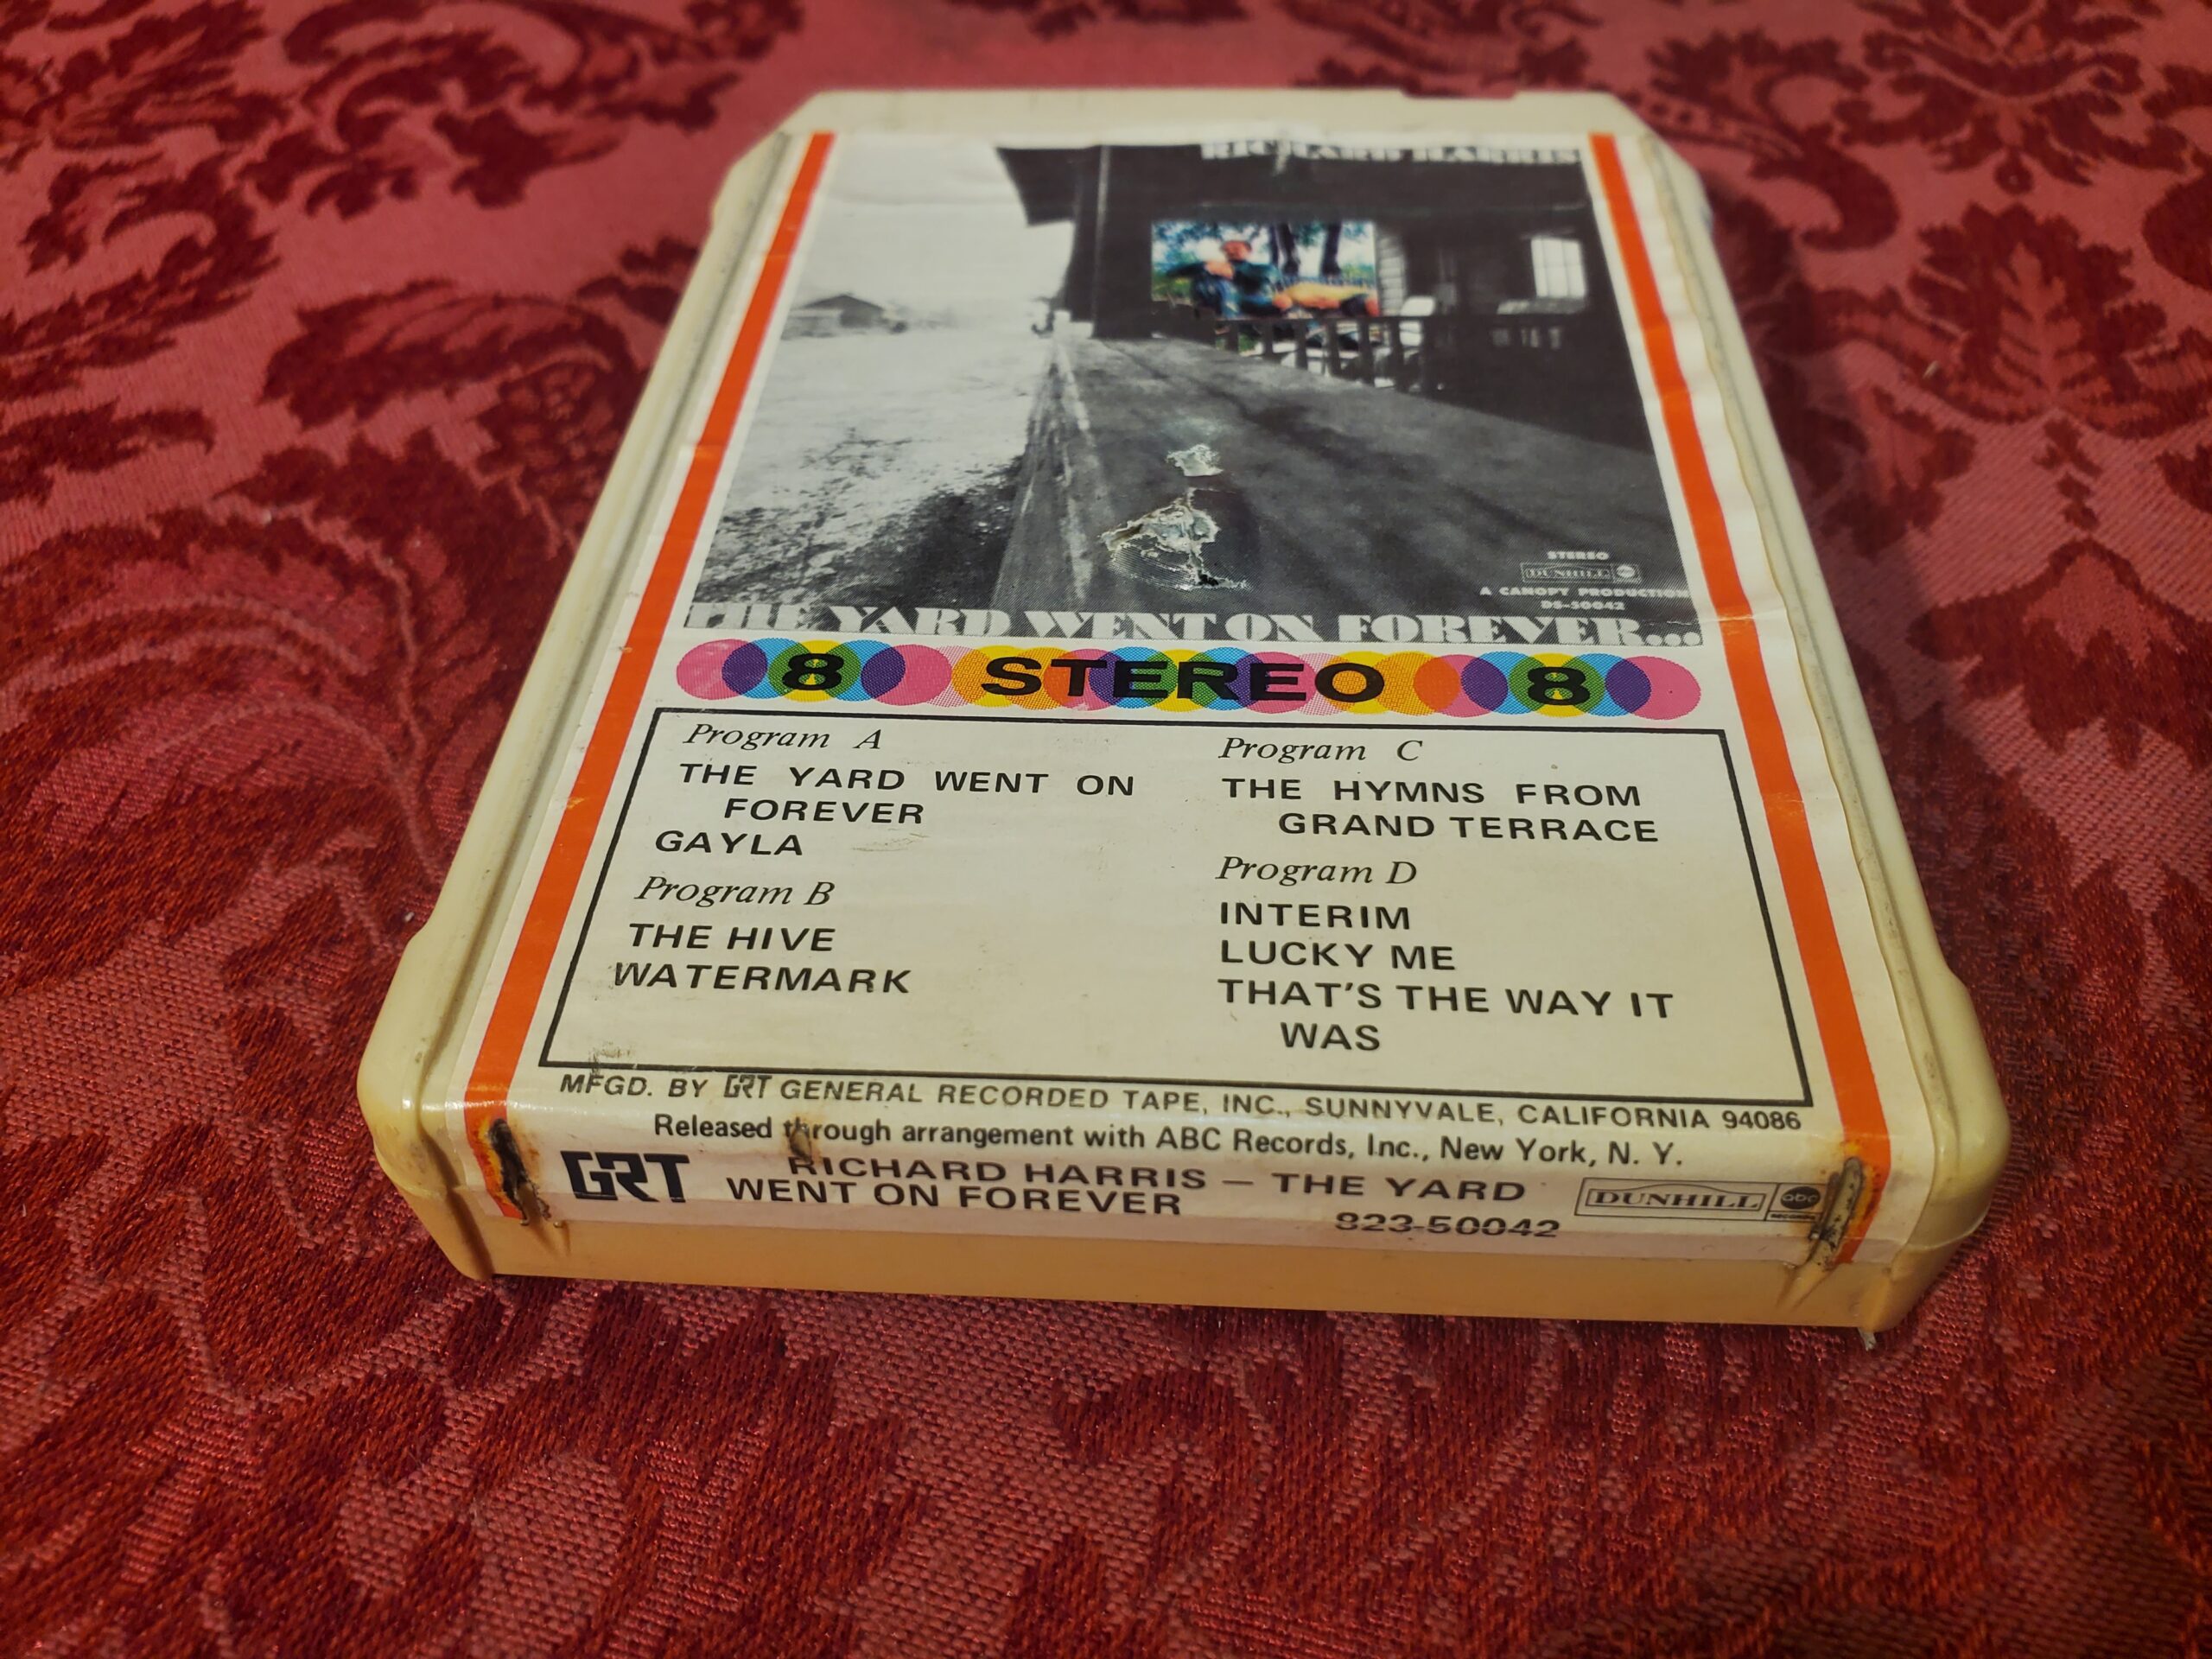 RICHARD HARRIS
STEREO
DUNHILL abc
A CANOPY PRODUCTION
DS-50042
THE YARD WENT ON FOREVER...
8 STEREO 8
Program A
THE YARD WENT ON
FOREVER
GAYLA
Program B
THE HIVE
WATERMARK
Program C
THE HYMNS FROM
GRAND TERRACE
Program D
INTERIM
LUCKY ME
THAT'S THE WAY IT
WAS
MFGD. BY GRT GENERAL RECORDED TAPE, INC., SUNNYVALE, CALIFORNIA 94086
Released through arrangement with ABC Records, Inc., New York, N. Y.
GRT
RICHARD HARRIS — THE YARD
WENT ON FOREVER
823-50042
DUNHILL abc
RECORDS